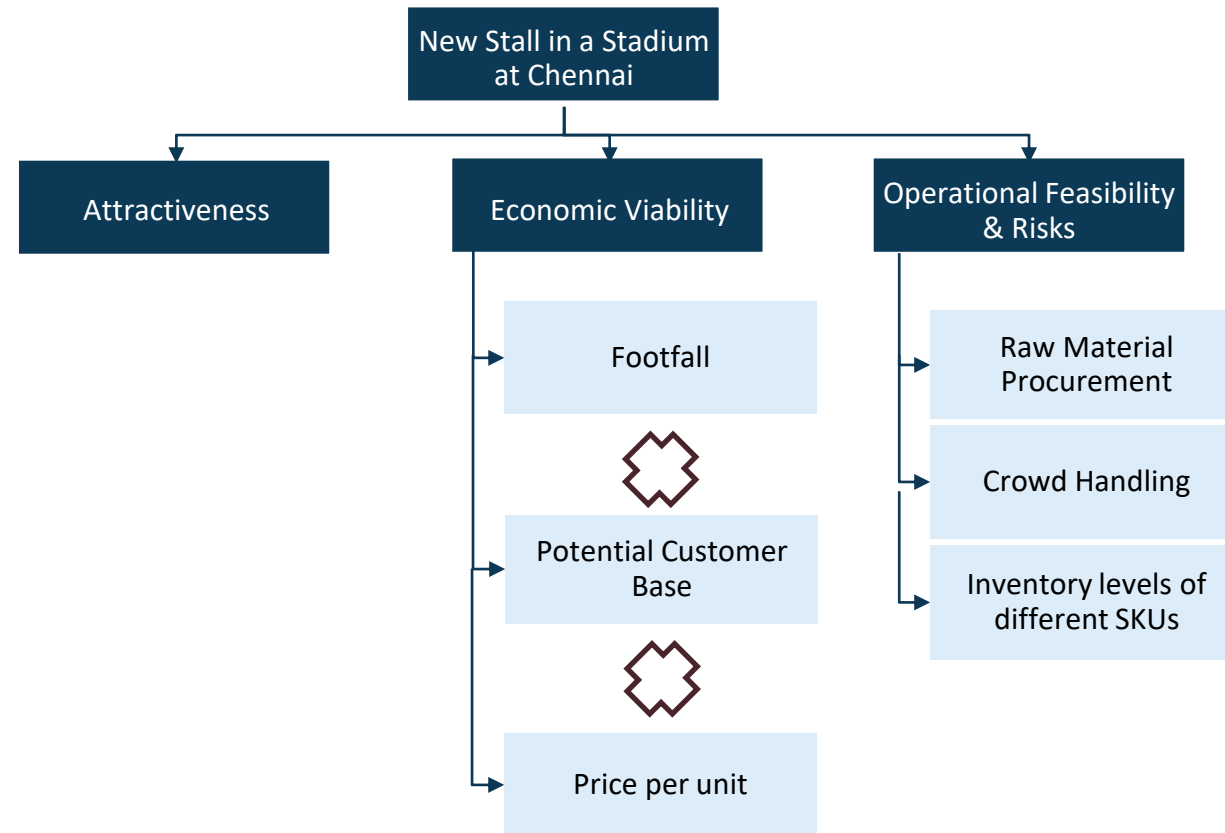 New Stall in a Stadium
at Chennai
Attractiveness
Economic Viability
Operational Feasibility
& Risks
Footfall
Potential Customer
Base
Price per unit
Raw Material
Procurement
Crowd Handling
Inventory levels of
different SKUs